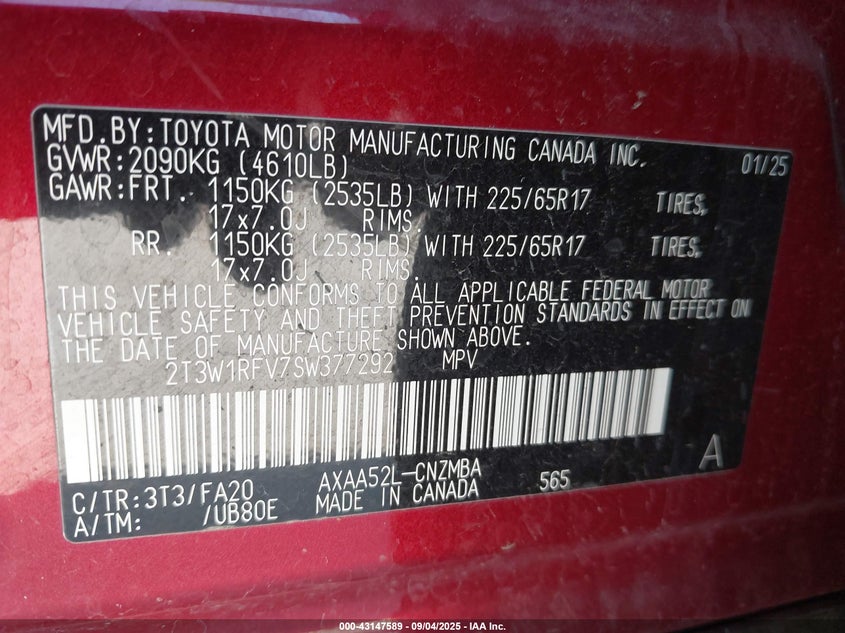 MFD.BY:TOYOTA MOTOR MANUFACTURING CANADA INC. 01/25
GVWR:2090KG (4610LB)
GAWR:FRT. 1150KG (2535LB) WITH 225/65R17 TIRES,
17x7.0J RIMS.
RR. 1150KG (2535LB) WITH 225/65R17 TIRES,
17x7.0J RIMS.
THIS VEHICLE CONFORMS TO ALL APPLICABLE FEDERAL MOTOR
VEHICLE SAFETY AND THEFT PREVENTION STANDARDS IN EFFECT ON
THE DATE OF MANUFACTURE SHOWN ABOVE.
2T3W1RFV7SW377292 MPV
A
C/TR:3T3/FA20 AXAA52L-CNZMBA 565
A/TM: /UB80E MADE IN CANADA
000-43147589 - 09/04/2025 - IAA Inc.